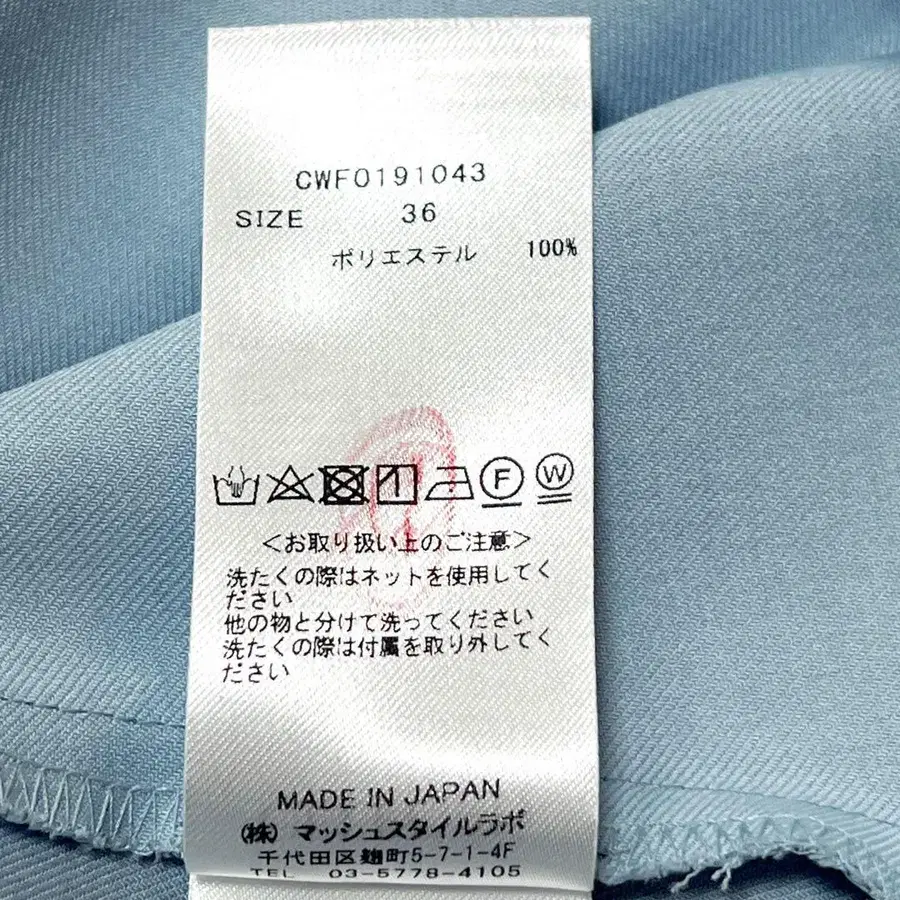 CWF0191043
SIZE 36
ポリエステル 100%
F W
<お取り扱い上のご注意>
洗たくの際はネットを使用してく
ださい
他の物と分けて洗ってください
洗たくの際は付属を取り外してく
ださい
MADE IN JAPAN
(株) マッシュスタイルラボ
千代田区麹町5-7-1-4F
TEL 03-5778-4105